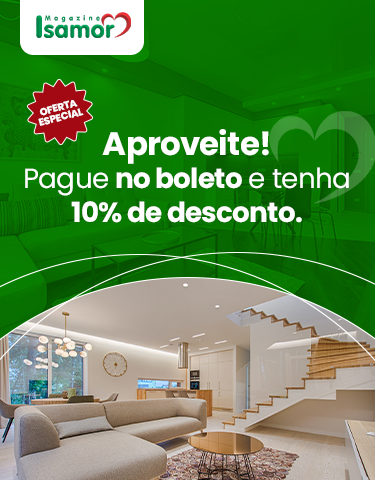 Magazine
Isamor
OFERTA
ESPECIAL
Aproveite!
Pague no boleto e tenha
10% de desconto.